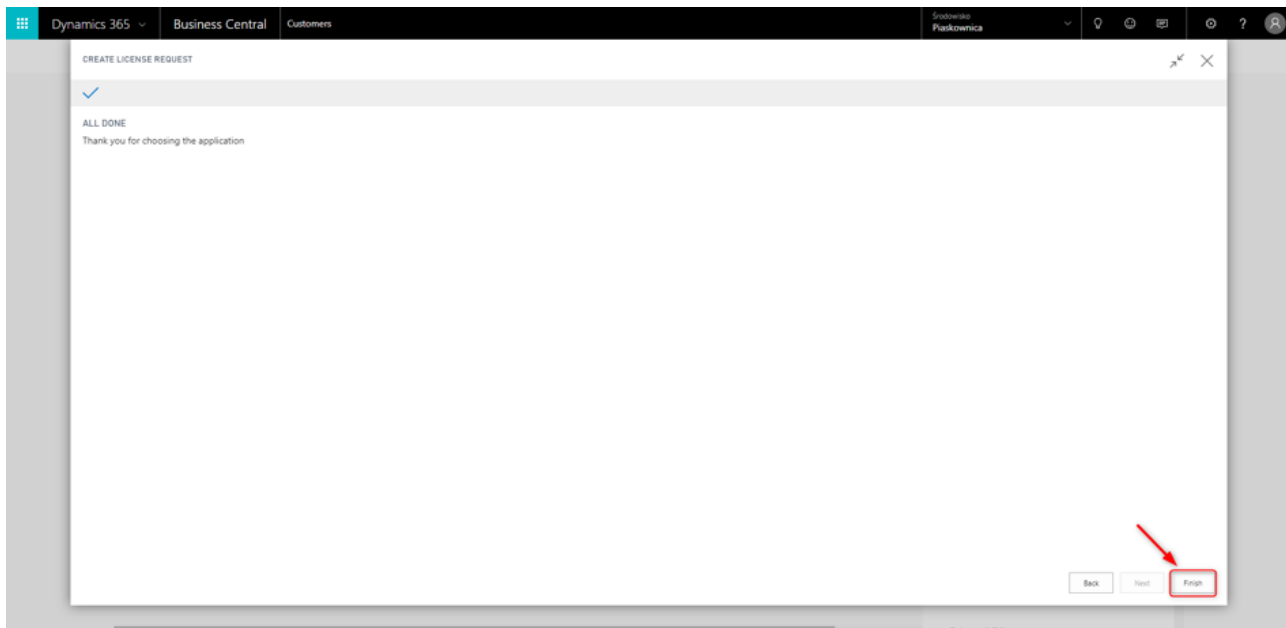 Dynamics 365 Business Central Customers Środowisko
Piaskownica ?
CREATE LICENSE REQUEST
ALL DONE
Thank you for choosing the application
Back Next Finish